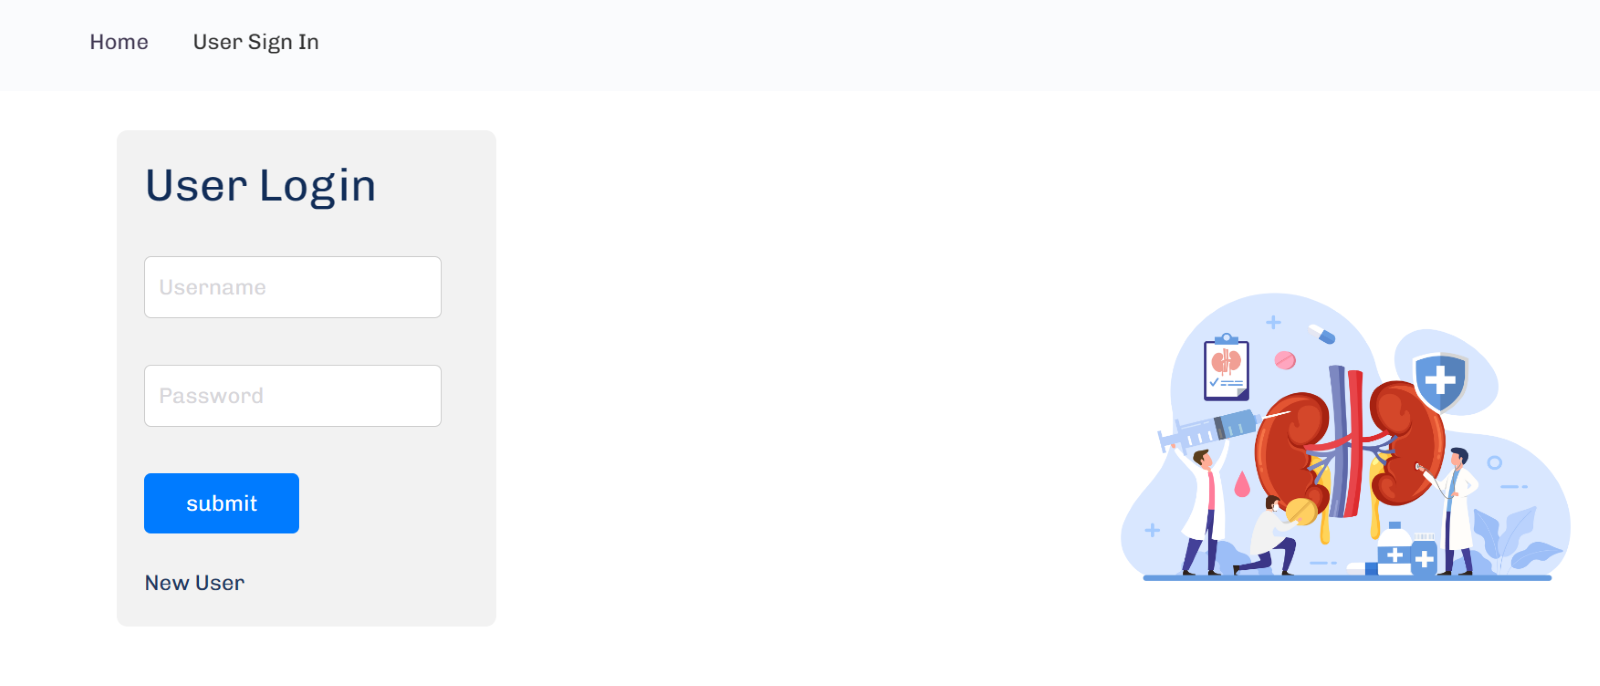 Home User Sign In
User Login
Username
Password
submit
New User